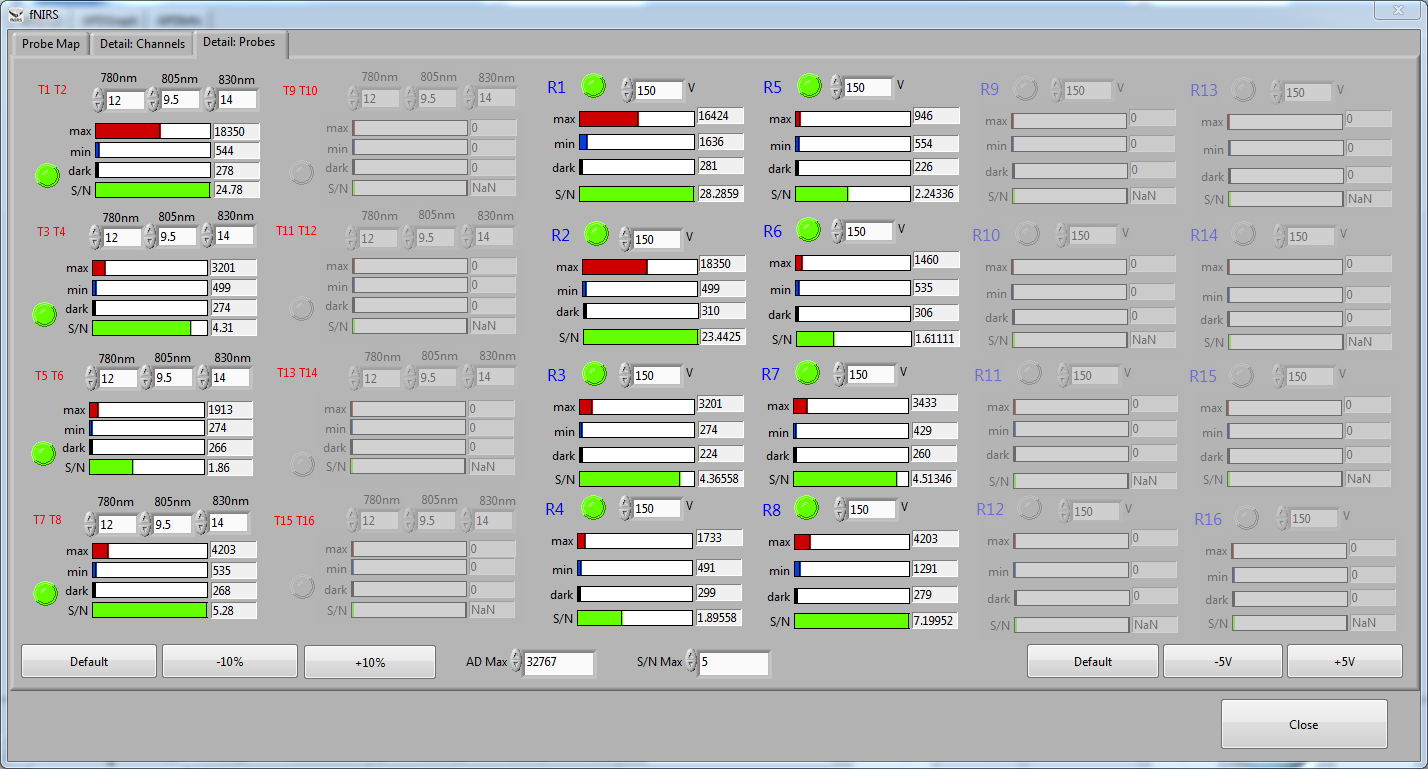 fNIRS
Probe Map Detail: Channels Detail: Probes
T1 T2
780nm 805nm 830nm
12 9.5 14
max 18350
min 544
dark 278
S/N 24.78
T3 T4
780nm 805nm 830nm
12 9.5 14
max 3201
min 499
dark 274
S/N 4.31
T5 T6
780nm 805nm 830nm
12 9.5 14
max 1913
min 274
dark 266
S/N 1.86
T7 T8
780nm 805nm 830nm
12 9.5 14
max 4203
min 535
dark 268
S/N 5.28
T9 T10
780nm 805nm 830nm
12 9.5 14
max 0
min 0
dark 0
S/N NaN
T11 T12
780nm 805nm 830nm
12 9.5 14
max 0
min 0
dark 0
S/N NaN
T13 T14
780nm 805nm 830nm
12 9.5 14
max 0
min 0
dark 0
S/N NaN
T15 T16
780nm 805nm 830nm
12 9.5 14
max 0
min 0
dark 0
S/N NaN
R1 150 V
max 16424
min 1636
dark 281
S/N 28.2859
R2 150 V
max 18350
min 499
dark 310
S/N 23.4425
R3 150 V
max 3201
min 274
dark 224
S/N 4.36558
R4 150 V
max 1733
min 491
dark 299
S/N 1.89558
R5 150 V
max 946
min 554
dark 226
S/N 2.24336
R6 150 V
max 1460
min 535
dark 306
S/N 1.61111
R7 150 V
max 3433
min 429
dark 260
S/N 4.51346
R8 150 V
max 4203
min 1291
dark 279
S/N 7.19952
R9 150 V
max 0
min 0
dark 0
S/N NaN
R10 150 V
max 0
min 0
dark 0
S/N NaN
R11 150 V
max 0
min 0
dark 0
S/N NaN
R12 150 V
max 0
min 0
dark 0
S/N NaN
R13 150 V
max 0
min 0
dark 0
S/N NaN
R14 150 V
max 0
min 0
dark 0
S/N NaN
R15 150 V
max 0
min 0
dark 0
S/N NaN
R16 150 V
max 0
min 0
dark 0
S/N NaN
Default -10% +10% AD Max 32767 S/N Max 5 Default -5V +5V
Close